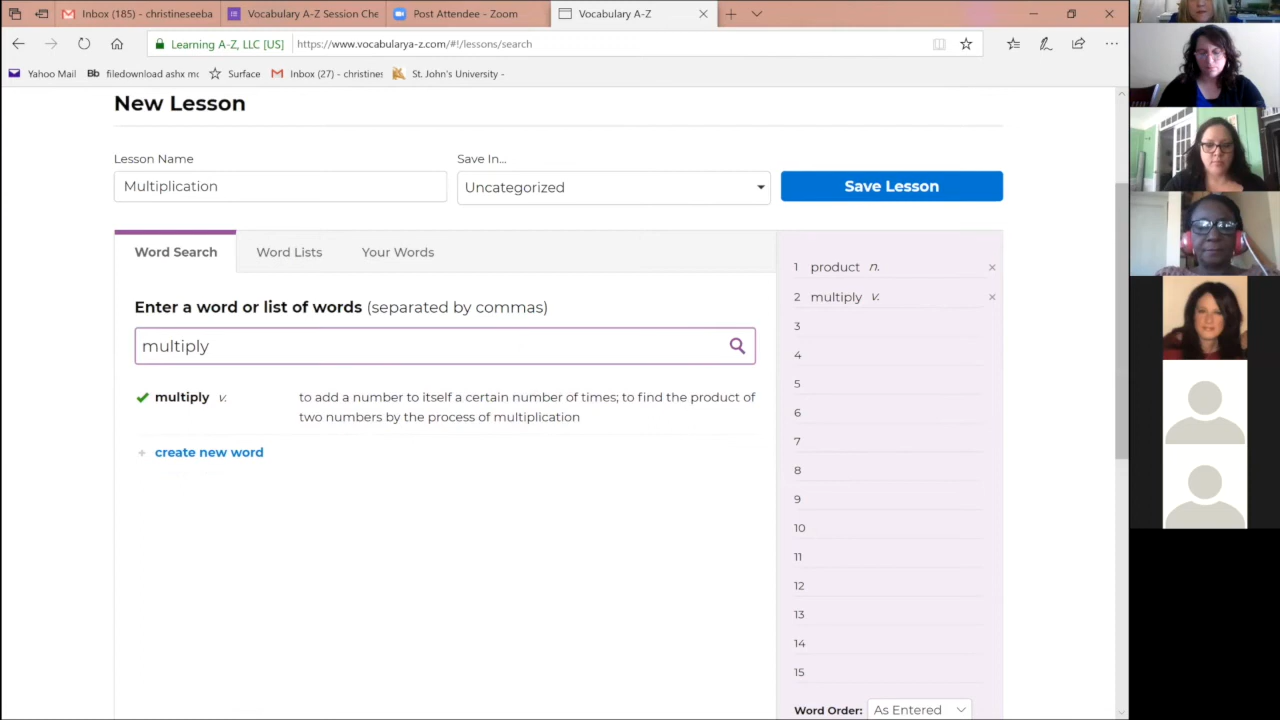 Inbox (185) - christineseeba
Vocabulary A-Z Session Che
Post Attendee - Zoom
Vocabulary A-Z
Learning A-Z, LLC [US]
https://www.vocabularya-z.com/#!/lessons/search
Yahoo Mail
Bb filedownload ashx mc
Surface
Inbox (27) - christines
St. John's University -
New Lesson
Lesson Name
Save In...
Multiplication
Uncategorized
Save Lesson
Word Search
Word Lists
Your Words
Enter a word or list of words (separated by commas)
multiply
multiply v.
to add a number to itself a certain number of times; to find the product of
two numbers by the process of multiplication
+ create new word
1 product n.
2 multiply v.
3
4
5
6
7
8
9
10
11
12
13
14
15
Word Order: As Entered